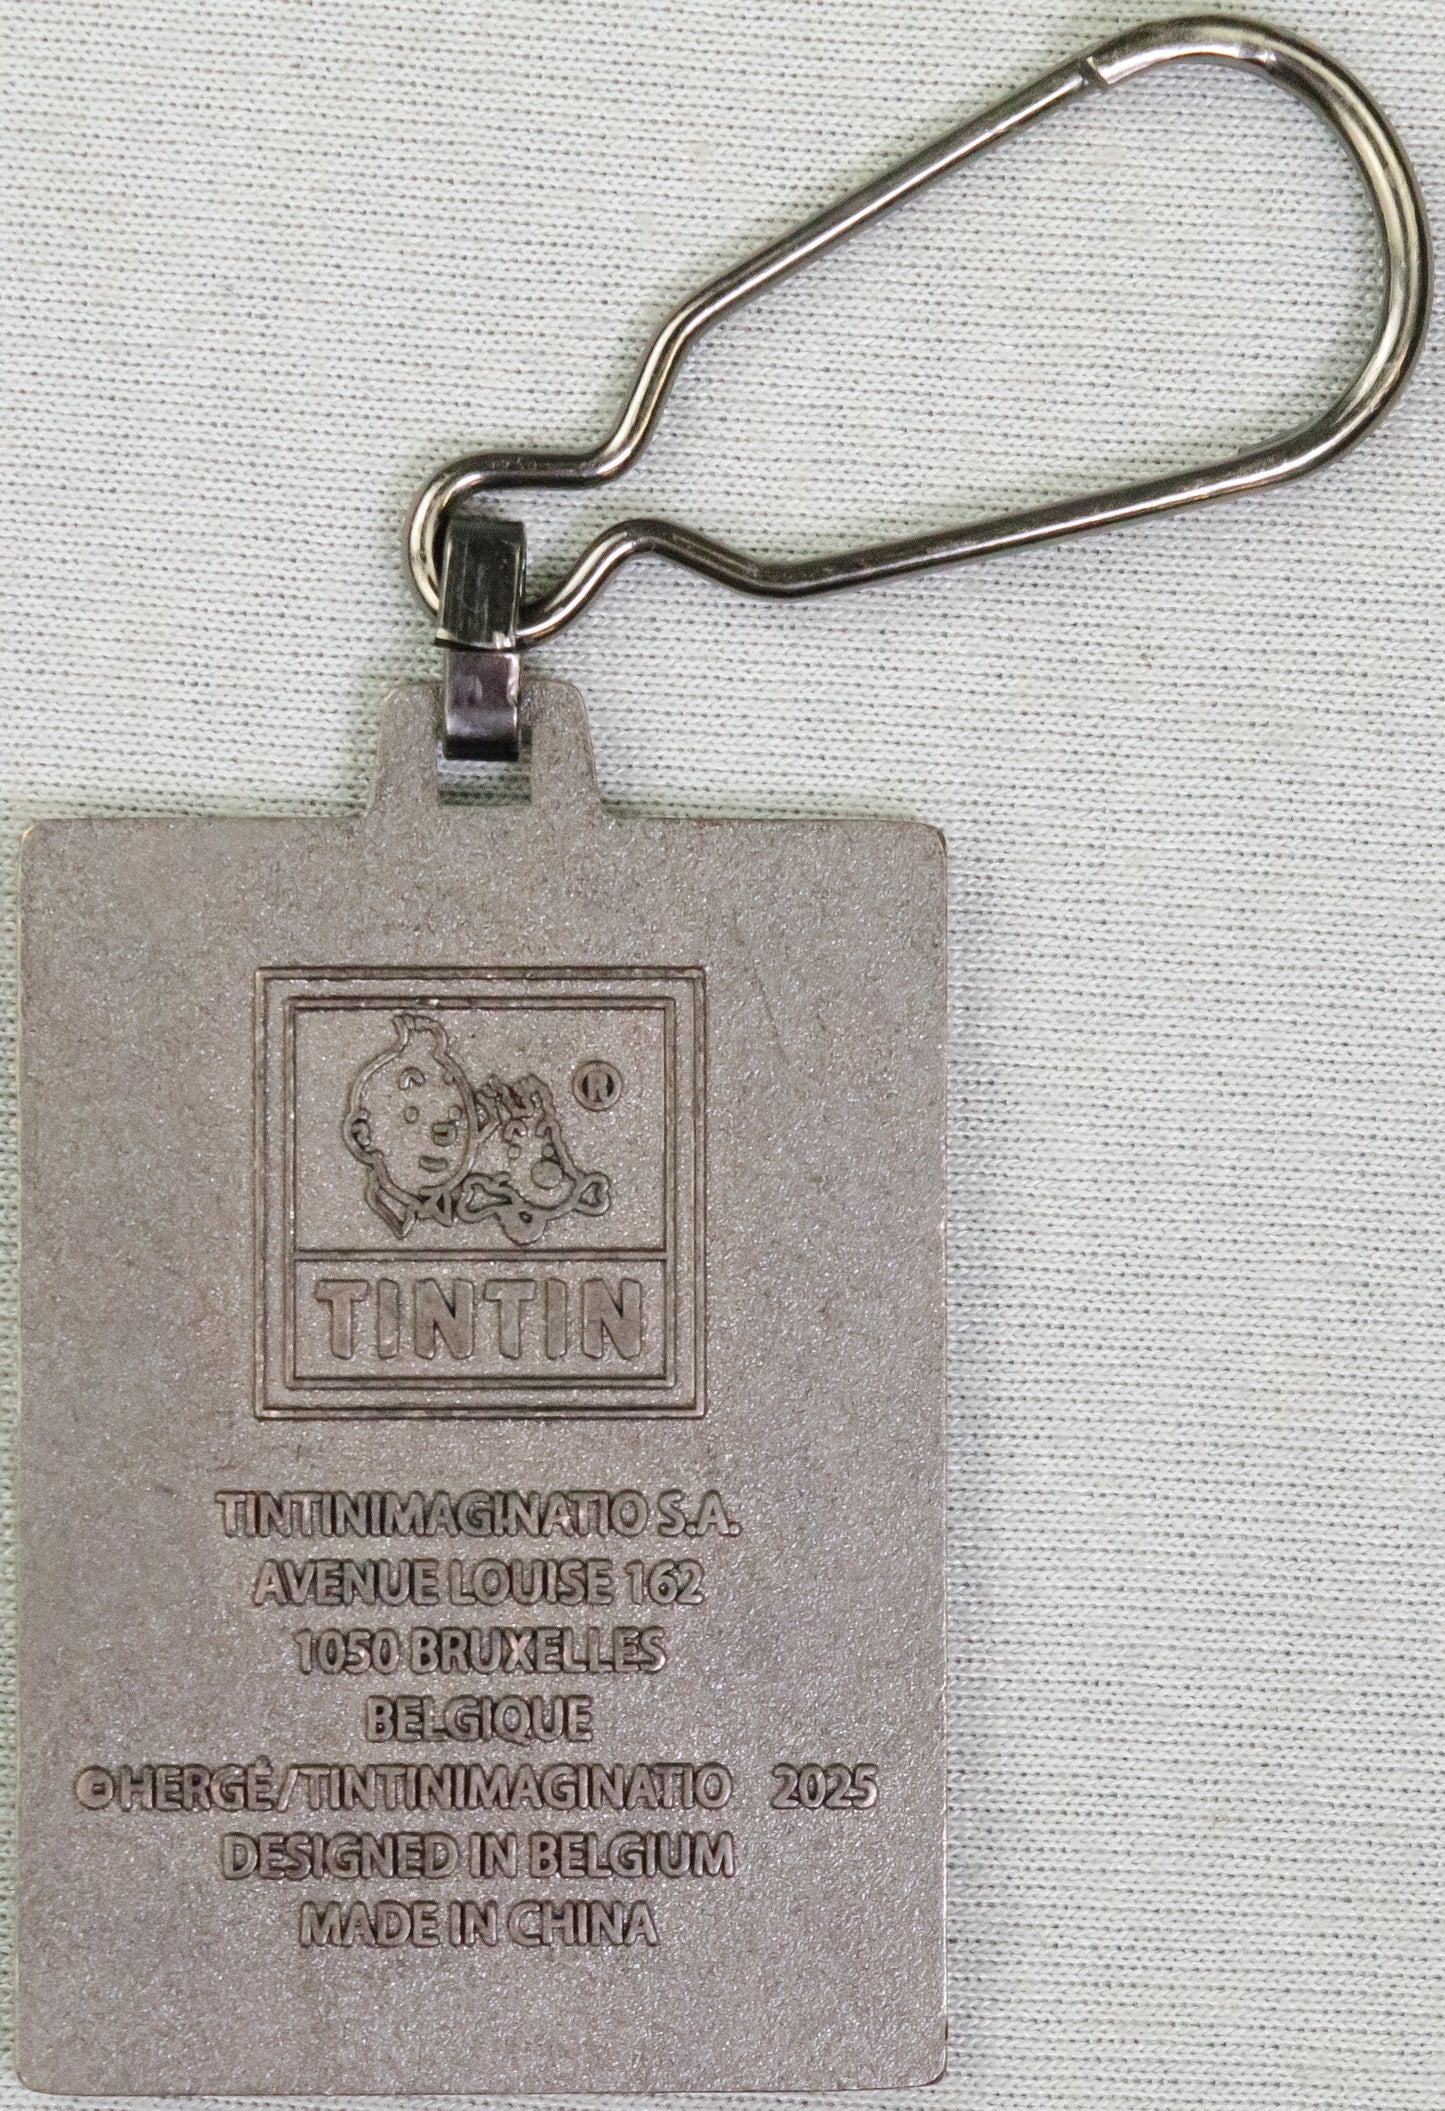 ®
TINTIN
TINTINIMAGINATIO S.A.
AVENUE LOUISE 162
1050 BRUXELLES
BELGIQUE
©HERGÉ/TINTINIMAGINATIO 2025
DESIGNED IN BELGIUM
MADE IN CHINA